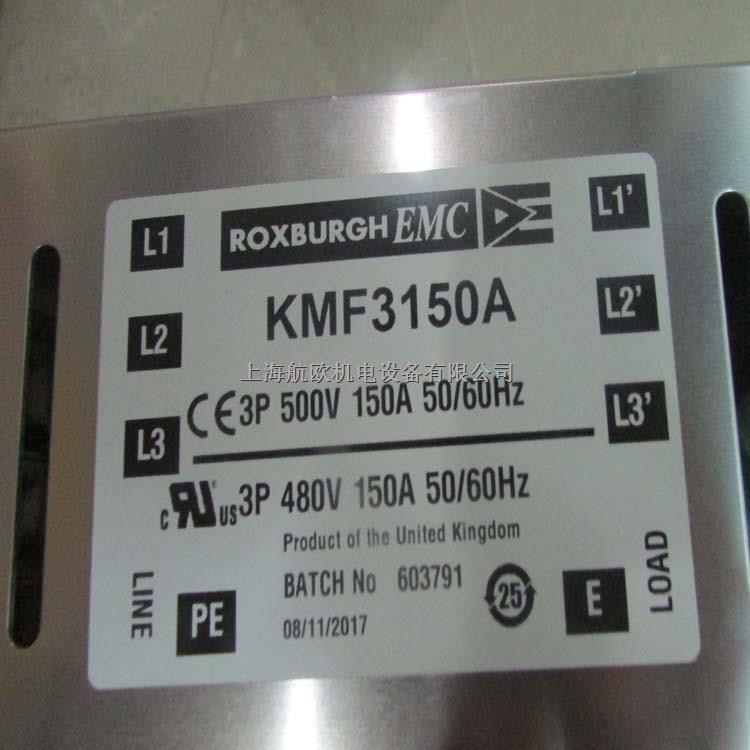 L1 ROXBURGH EMC L1'
KMF3150A
L2 L2'
上海航欧机电设备有限公司
CE 3P 500V 150A 50/60Hz
L3 L3'
c RU US 3P 480V 150A 50/60Hz
Product of the United Kingdom
BATCH No 603791
25
LINE PE E LOAD
08/11/2017